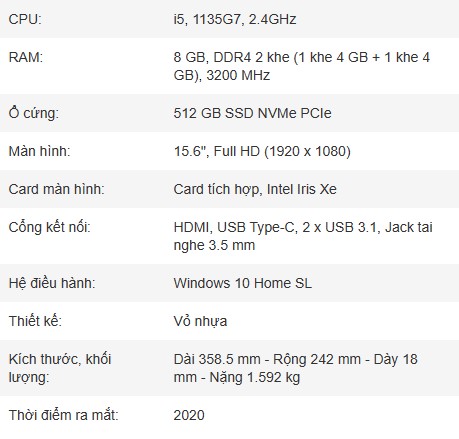 CPU: i5, 1135G7, 2.4GHz
RAM: 8 GB, DDR4 2 khe (1 khe 4 GB + 1 khe 4
GB), 3200 MHz
Ổ cứng: 512 GB SSD NVMe PCIe
Màn hình: 15.6", Full HD (1920 x 1080)
Card màn hình: Card tích hợp, Intel Iris Xe
Cổng kết nối: HDMI, USB Type-C, 2 x USB 3.1, Jack tai
nghe 3.5 mm
Hệ điều hành: Windows 10 Home SL
Thiết kế: Vỏ nhựa
Kích thước, khối
lượng:
Dài 358.5 mm - Rộng 242 mm - Dày 18
mm - Nặng 1.592 kg
Thời điểm ra mắt: 2020